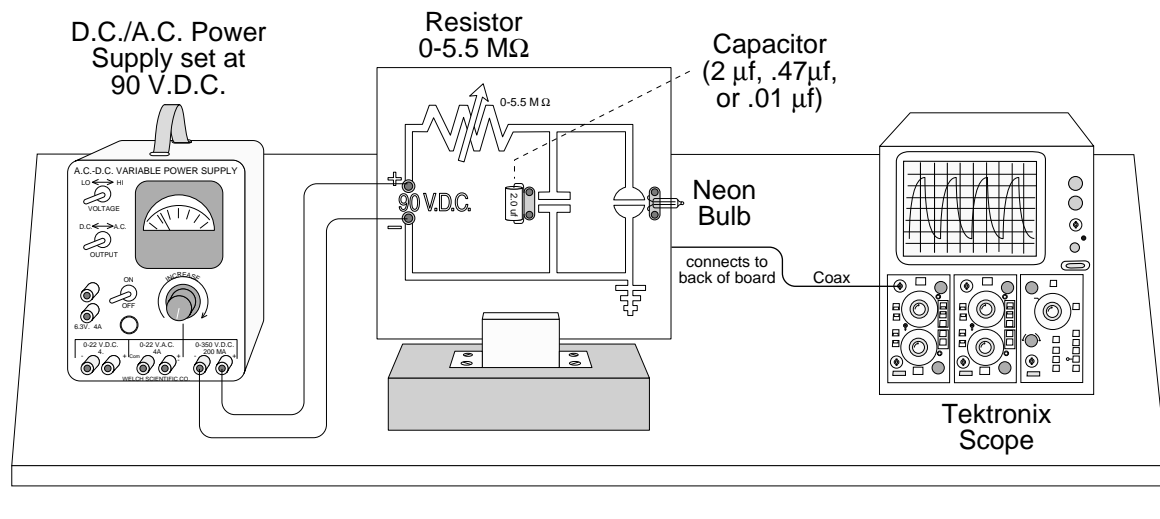 D.C./A.C. Power
Supply set at
90 V.D.C.
Resistor
0-5.5 MΩ
Capacitor
(2 μf, .47μf,
or .01 μf)
A.C.-D.C. VARIABLE POWER SUPPLY
LO HI
VOLTAGE
D.C. A.C.
OUTPUT
ON
OFF
INCREASE
6.3V. 4A
0-22 V.D.C.
4.
- +
0-22 V.A.C.
4A
Com
0-350 V.D.C.
200 MA
- +
WELCH SCIENTIFIC CO.
0-5.5 M Ω
+
90 V.D.C.
–
2.0 uf
Neon
Bulb
connects to
back of board
Coax
Tektronix
Scope